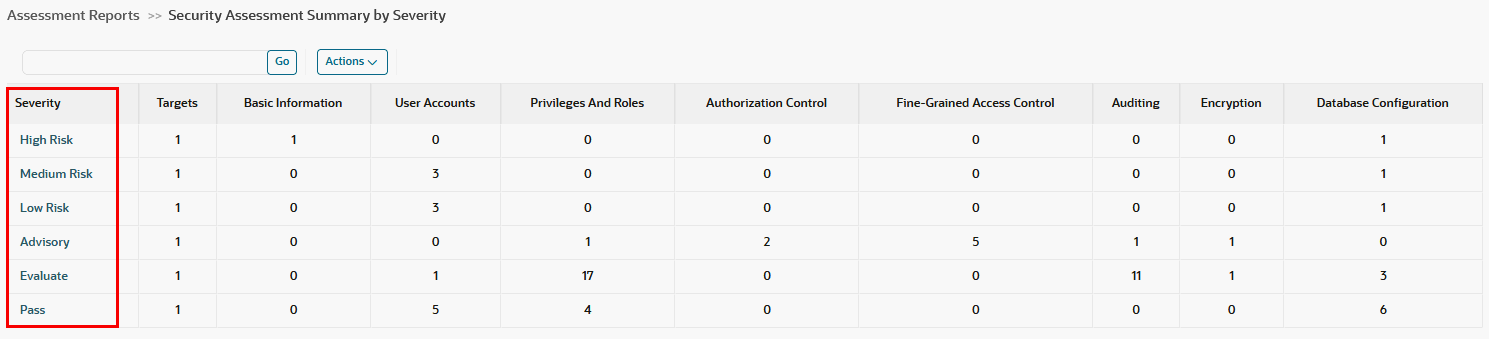 Assessment Reports >> Security Assessment Summary by Severity
Go Actions
Severity Targets Basic Information User Accounts Privileges And Roles Authorization Control Fine-Grained Access Control Auditing Encryption Database Configuration
High Risk 1 1 0 0 0 0 0 0 1
Medium Risk 1 0 3 0 0 0 0 0 1
Low Risk 1 0 3 0 0 0 0 0 1
Advisory 1 0 0 1 2 5 1 1 0
Evaluate 1 0 1 17 0 0 11 1 3
Pass 1 0 5 4 0 0 0 0 6